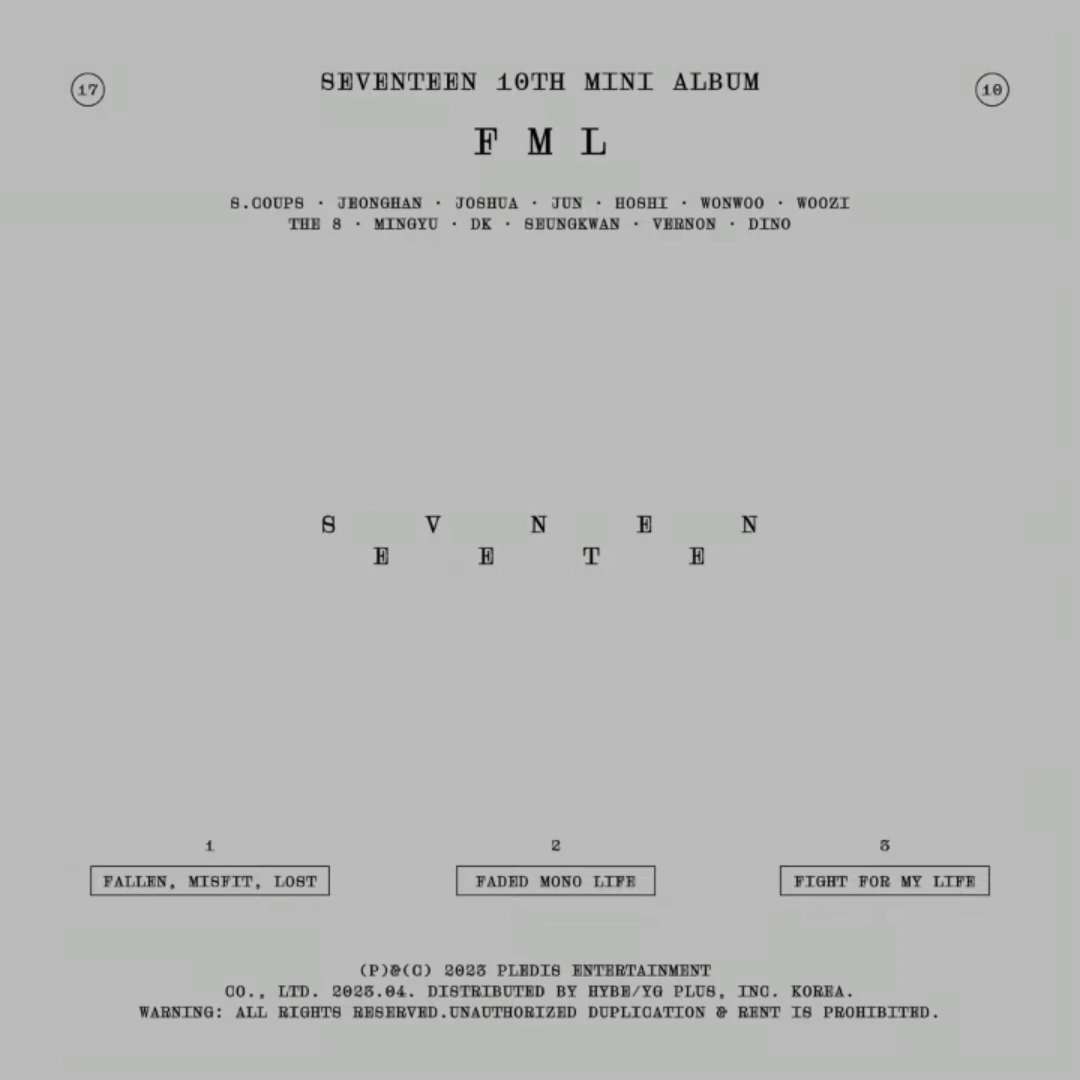 17
SEVENTEEN 10TH MINI ALBUM
10
F M L
S.COUPS · JEONGHAN · JOSHUA · JUN · HOSHI · WONWOO · WOOZI
THE 8 · MINGYU · DK · SEUNGKWAN · VERNON · DINO
S V N E N
E E T E
1
FALLEN, MISFIT, LOST
2
FADED MONO LIFE
3
FIGHT FOR MY LIFE
(P)&(C) 2023 PLEDIS ENTERTAINMENT
CO., LTD. 2023.04. DISTRIBUTED BY HYBE/YG PLUS, INC. KOREA.
WARNING: ALL RIGHTS RESERVED.UNAUTHORIZED DUPLICATION & RENT IS PROHIBITED.